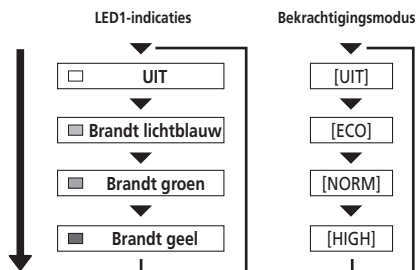 LED1-indicaties Bekrachtigingsmodus
UIT [UIT]
Brandt lichtblauw [ECO]
Brandt groen [NORM]
Brandt geel [HIGH]